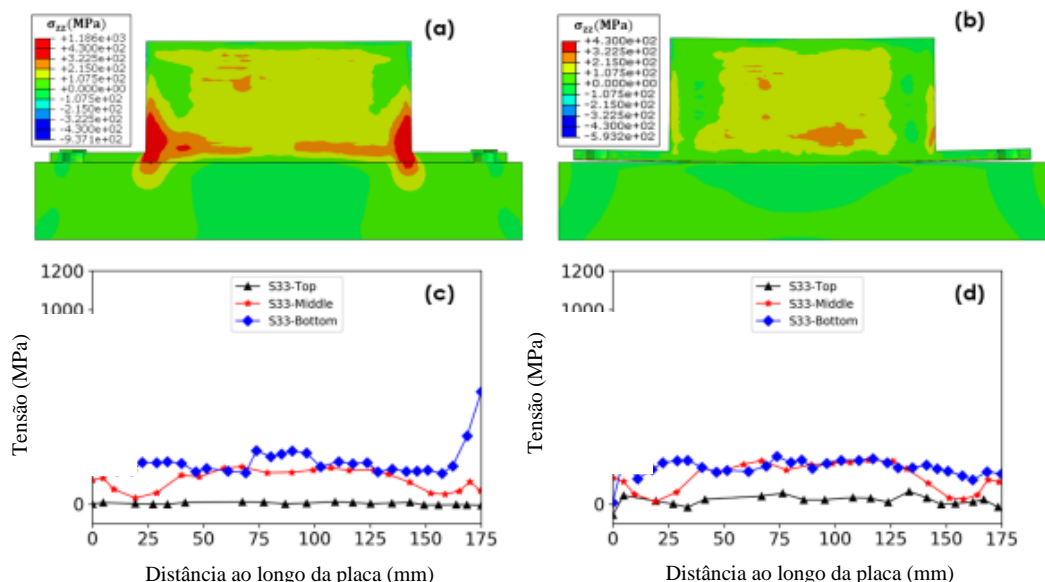 σzz(MPa)
+1.186e+03
+4.300e+02
+3.225e+02
+2.150e+02
+1.075e+02
+0.000e+00
-1.075e+02
-2.150e+02
-3.225e+02
-4.300e+02
-9.371e+02
(a)
σzz(MPa)
+4.300e+02
+3.225e+02
+2.150e+02
+1.075e+02
+0.000e+00
-1.075e+02
-2.150e+02
-3.225e+02
-4.300e+02
-5.932e+02
(b)
1200
1000
0
Tensão (MPa)
S33-Top
S33-Middle
S33-Bottom
(c)
0 25 50 75 100 125 150 175
Distância ao longo da placa (mm)
1200
1000
0
Tensão (MPa)
S33-Top
S33-Middle
S33-Bottom
(d)
0 25 50 75 100 125 150 175
Distância ao longo da placa (mm)